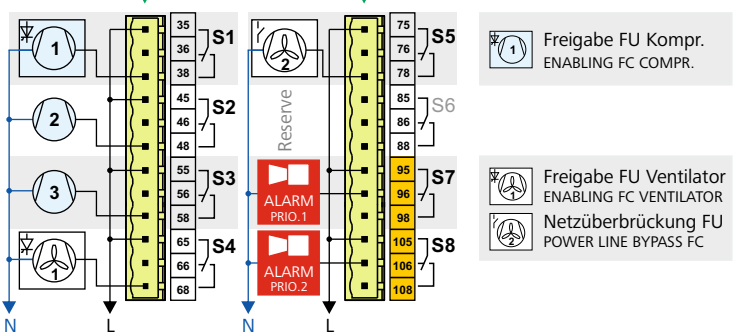 1
35
36
38
S1
2
45
46
48
S2
3
55
56
58
S3
1
65
66
68
S4
N
L
2
75
76
78
S5
Reserve
85
86
88
S6
ALARM
PRIO.1
95
96
98
S7
ALARM
PRIO.2
105
106
108
S8
N
L
1
Freigabe FU Kompr.
ENABLING FC COMPR.
1
Freigabe FU Ventilator
ENABLING FC VENTILATOR
2
Netzüberbrückung FU
POWER LINE BYPASS FC